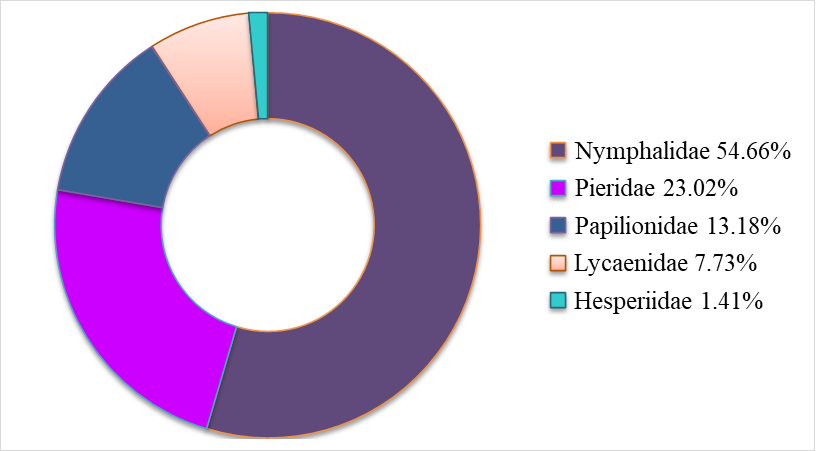 Nymphalidae 54.66%
Pieridae 23.02%
Papilionidae 13.18%
Lycaenidae 7.73%
Hesperiidae 1.41%